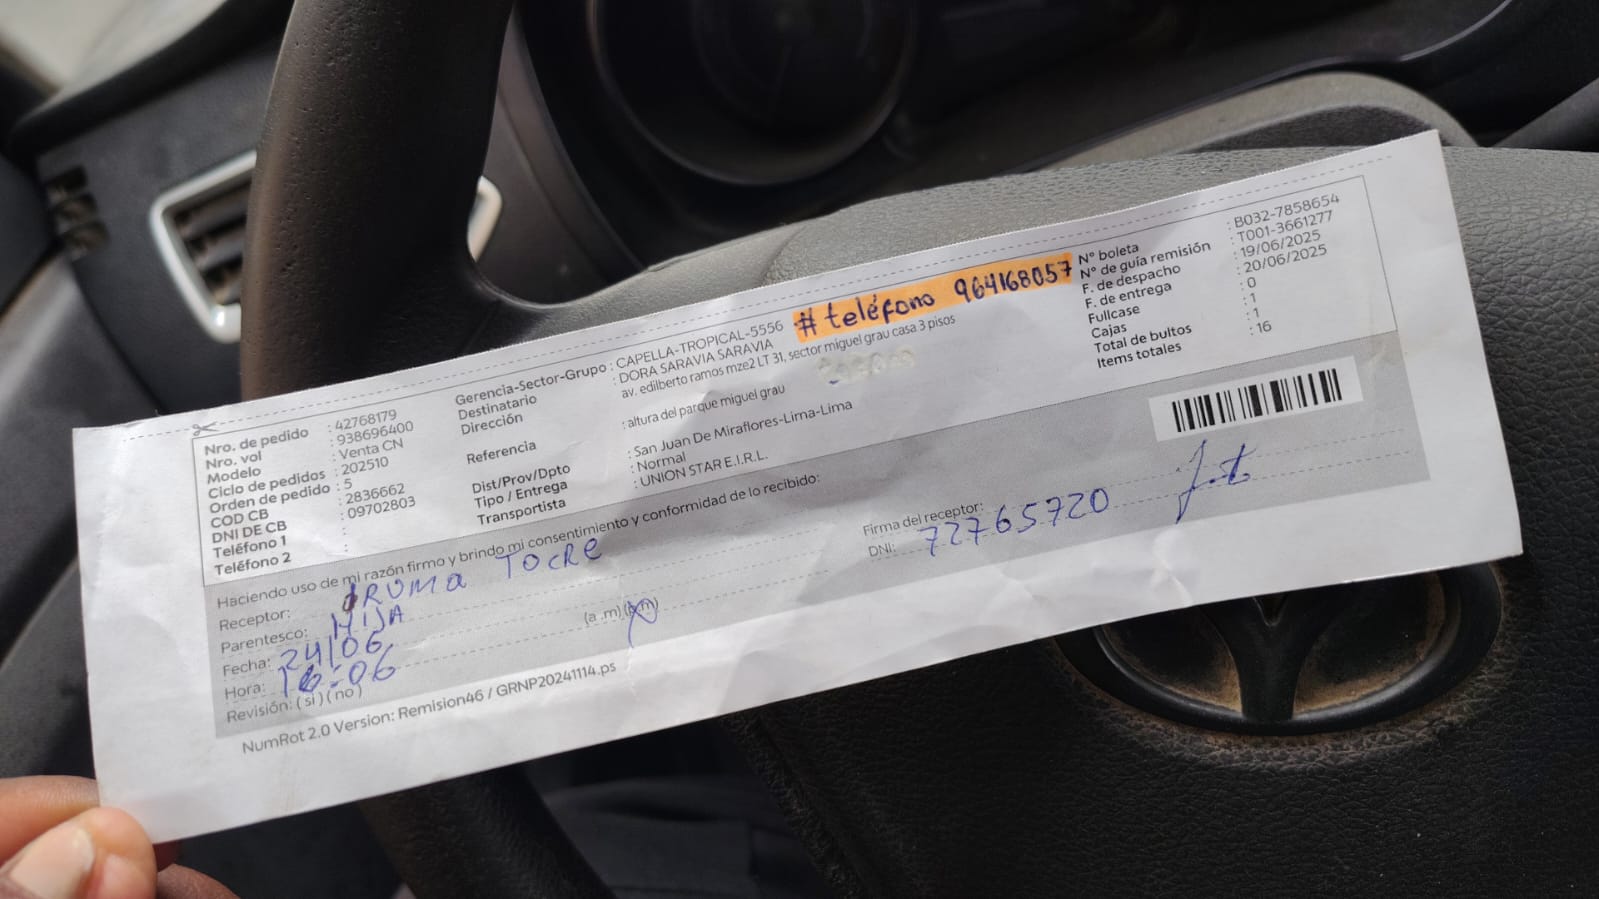 Nro. de pedido : 42768179
Nro. vol : 938696400
Modelo : Venta CN
Ciclo de pedidos : 202510
Orden de pedido : 5
COD CB : 2836662
DNI DE CB : 09702803
Teléfono 1 :
Teléfono 2 :
Gerencia-Sector-Grupo : CAPELLA-TROPICAL-5556
Destinatario : DORA SARAVIA SARAVIA
Dirección : av. edilberto ramos mze2 LT 31, sector miguel grau casa 3 pisos
Referencia : altura del parque miguel grau
Dist/Prov/Dpto : San Juan De Miraflores-Lima-Lima
Tipo / Entrega : Normal
Transportista : UNION STAR E.I.R.L.
# teléfono 964168057
N° boleta : B032-7858654
N° de guía remisión : T001-3661277
F. de despacho : 19/06/2025
F. de entrega : 20/06/2025
Fullcase : 0
Cajas : 1
Total de bultos : 1
Items totales : 16
Haciendo uso de mi razón firmo y brindo mi consentimiento y conformidad de lo recibido:
Receptor: IRUMA TOCRE
Parentesco: HIJA
Fecha: 24/06
Hora: 16:06 (a.m) (p.m)
Revisión: ( si ) ( no )
Firma del receptor:
DNI: 72765720
NumRot 2.0 Version: Remision46 / GRNP20241114.ps